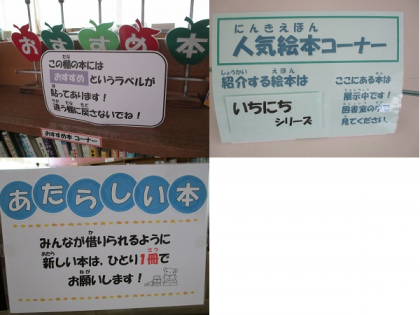 おすすめ本
この棚の本には
おすすめ というラベルが
貼ってあります!
違う棚に戻さないでね!
おすすめ本 コーナー
にんきえほん
人気絵本コーナー
しょうかい えほん
紹介する絵本は
いちにち
シリーズ
ここにある本は
展示中です!
図書室の中で
見てください。
あたらしい本
みんなが借りられるように
新しい本は、ひとり1冊で
お願いします!